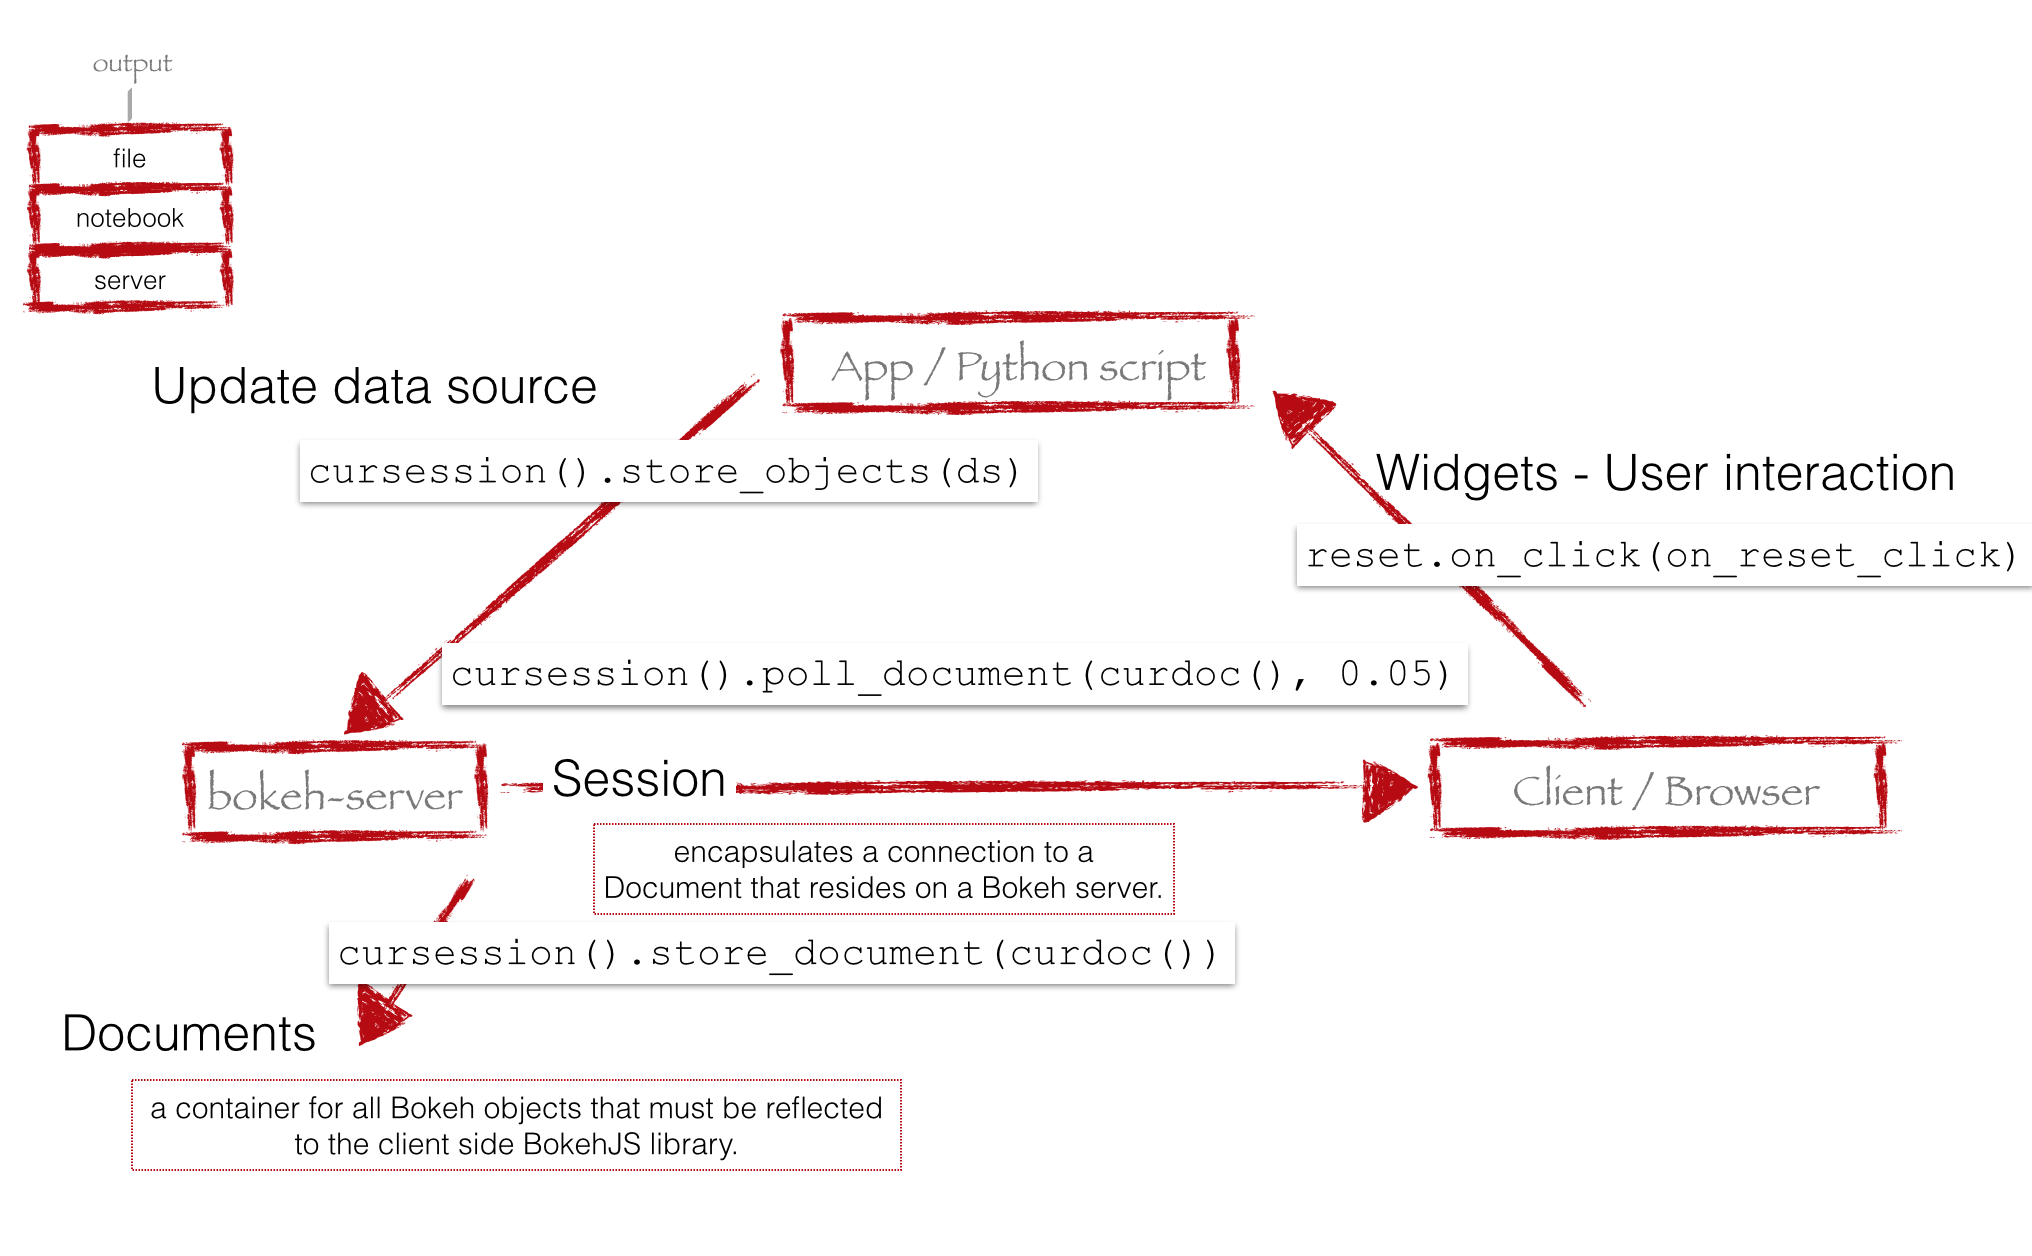 output
file
notebook
server
App / Python script
Update data source
cursession().store_objects(ds)
Widgets - User interaction
reset.on_click(on_reset_click)
cursession().poll_document(curdoc(), 0.05)
bokeh-server
Session
Client / Browser
encapsulates a connection to a
Document that resides on a Bokeh server.
cursession().store_document(curdoc())
Documents
a container for all Bokeh objects that must be reflected
to the client side BokehJS library.